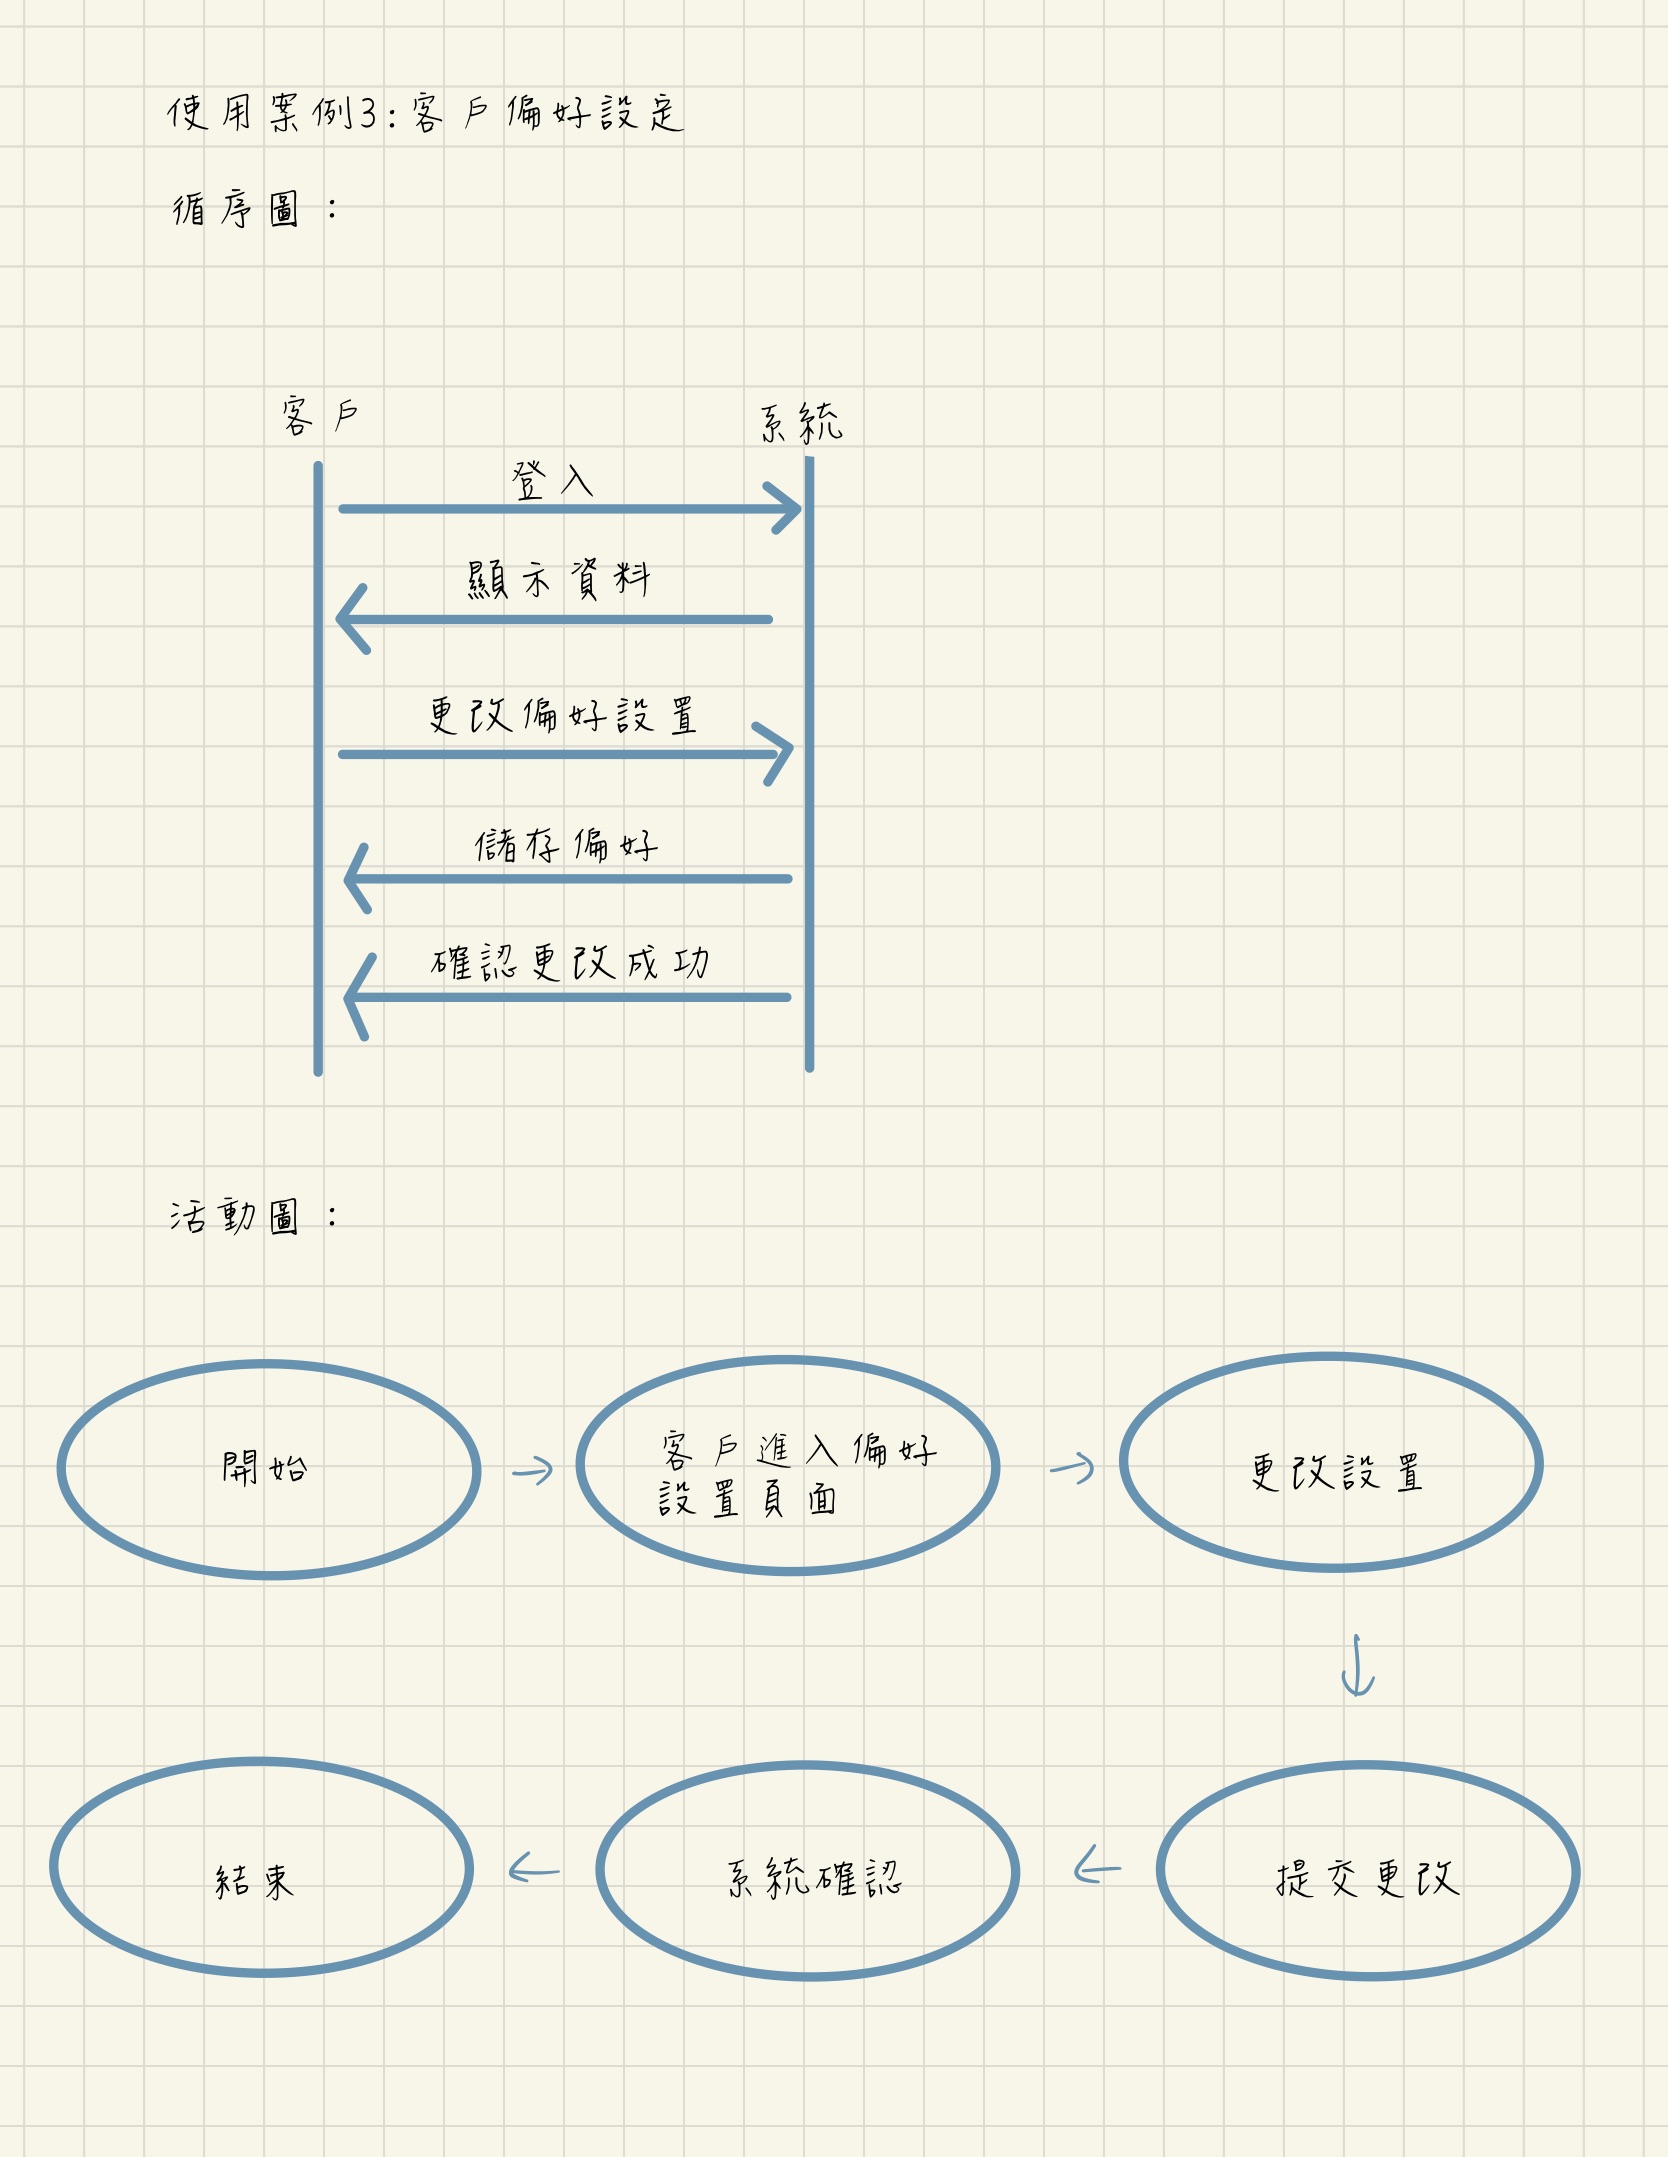 使用案例3:客戶偏好設定
循序圖：
客戶
系統
登入
顯示資料
更改偏好設置
儲存偏好
確認更改成功
活動圖：
開始
客戶進入偏好
設置頁面
更改設置
結束
系統確認
提交更改